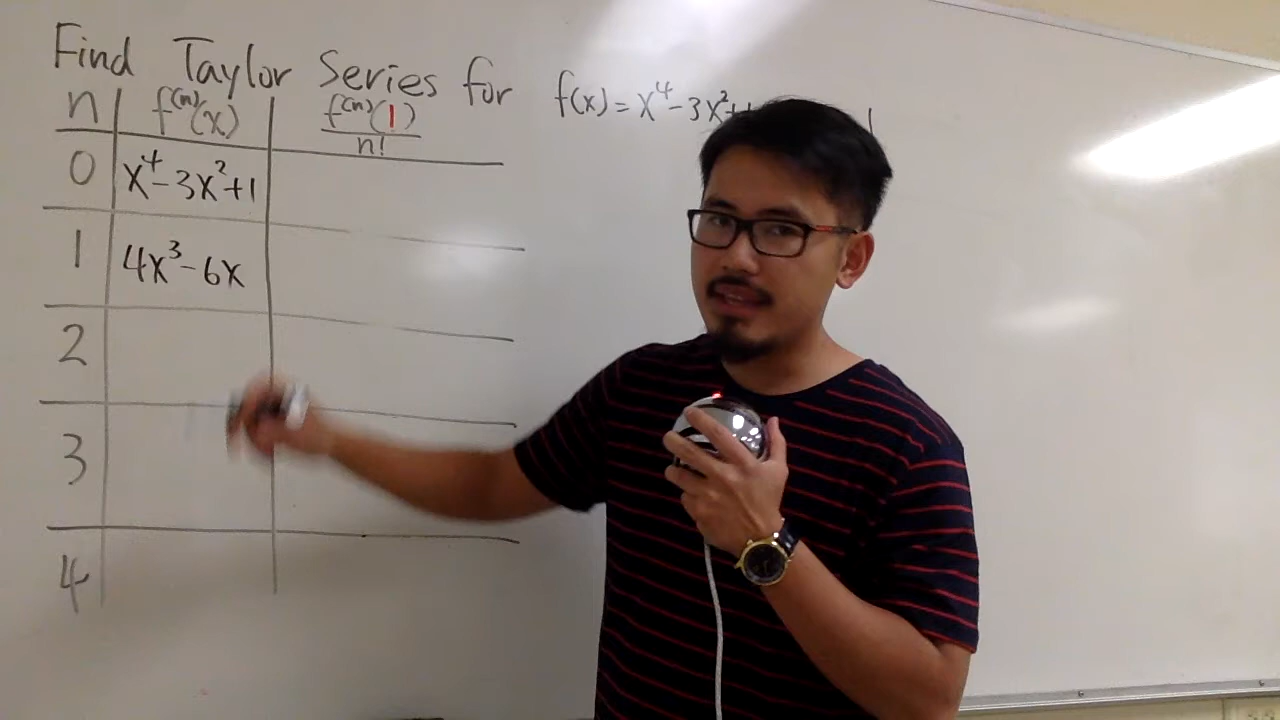 Find Taylor Series for f(x) = x⁴-3x²+1
n f⁽ⁿ⁾(x) f⁽ⁿ⁾(1)/n!
0 x⁴-3x²+1
1 4x³-6x
2
3
4